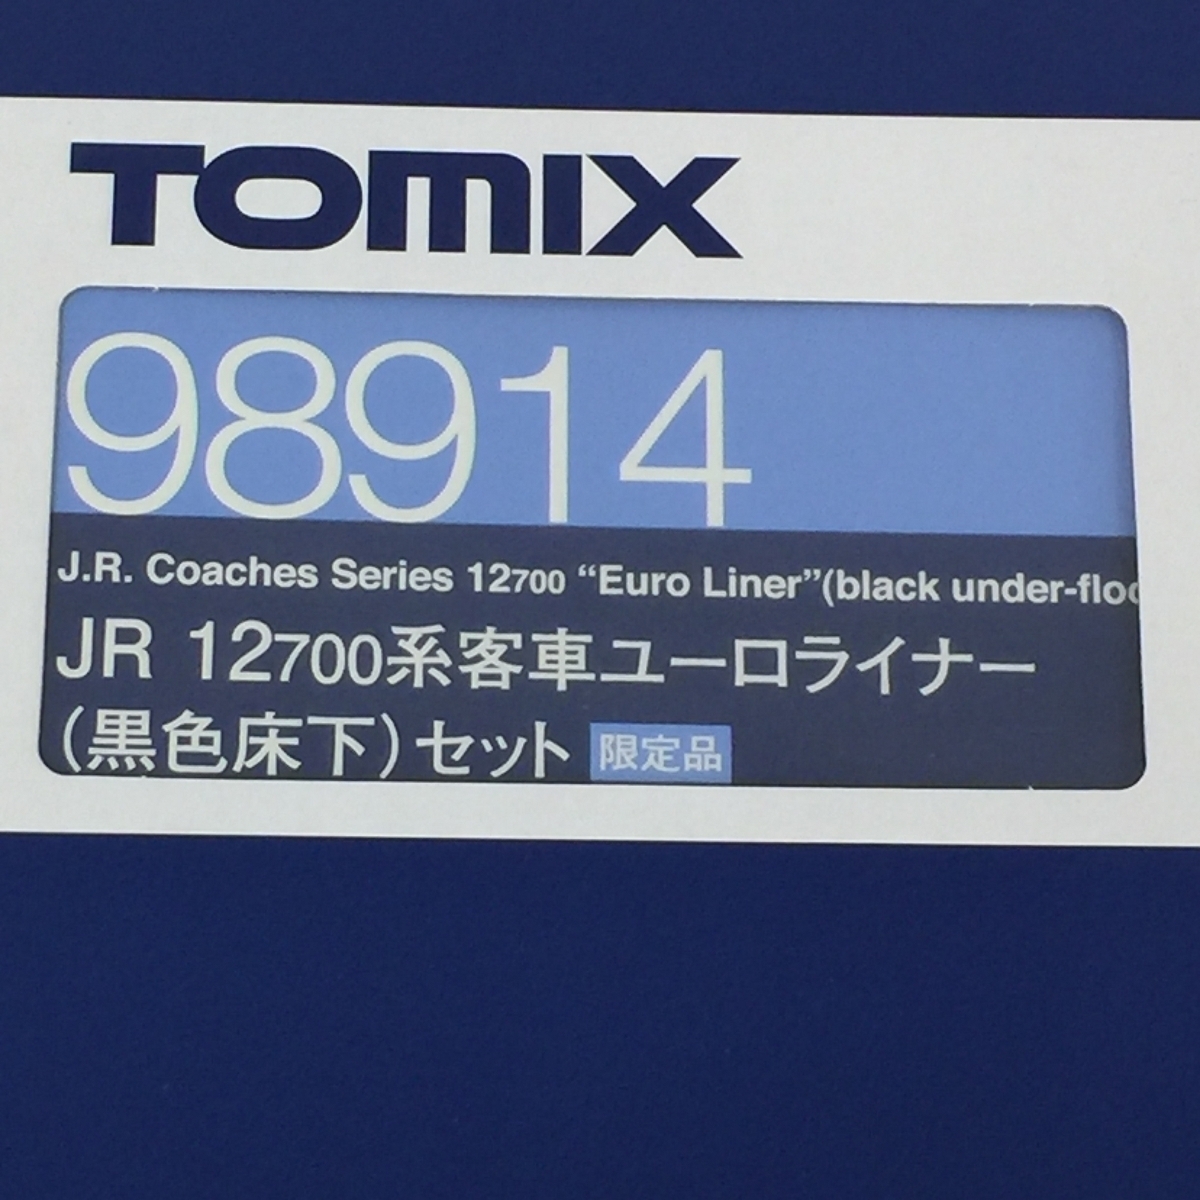 TOMIX
98914
J.R. Coaches Series 12700 “Euro Liner”(black under-floo
JR 12700系客車ユーロライナー
(黒色床下)セット 限定品